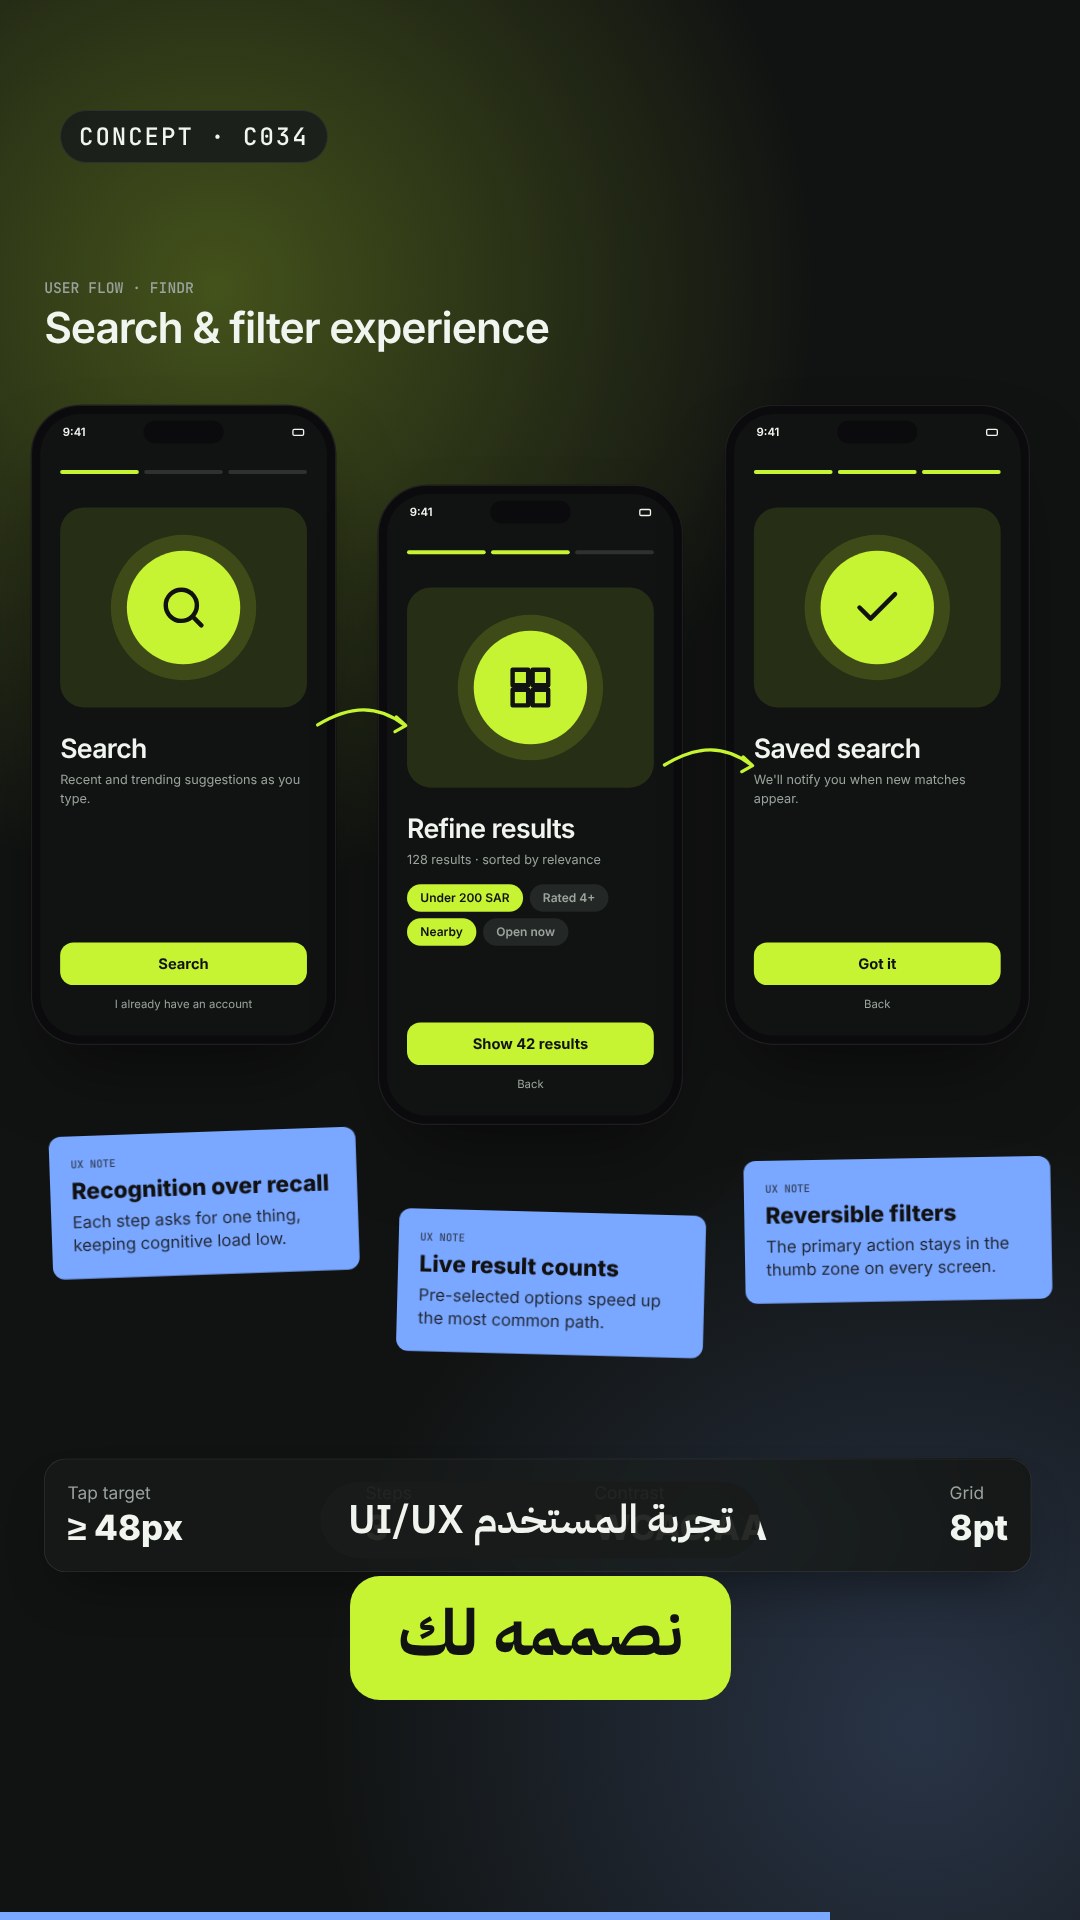 CONCEPT · C034
USER FLOW · FINDR
Search & filter experience
9:41
Search
Recent and trending suggestions as you
type.
Search
I already have an account
9:41
Refine results
128 results · sorted by relevance
Under 200 SAR
Rated 4+
Nearby
Open now
Show 42 results
Back
9:41
Saved search
We'll notify you when new matches
appear.
Got it
Back
UX NOTE
Recognition over recall
Each step asks for one thing,
keeping cognitive load low.
UX NOTE
Live result counts
Pre-selected options speed up
the most common path.
UX NOTE
Reversible filters
The primary action stays in the
thumb zone on every screen.
Tap target
≥ 48px
Steps
Contrast
تجربة المستخدم UI/UX
Grid
8pt
نصممه لك